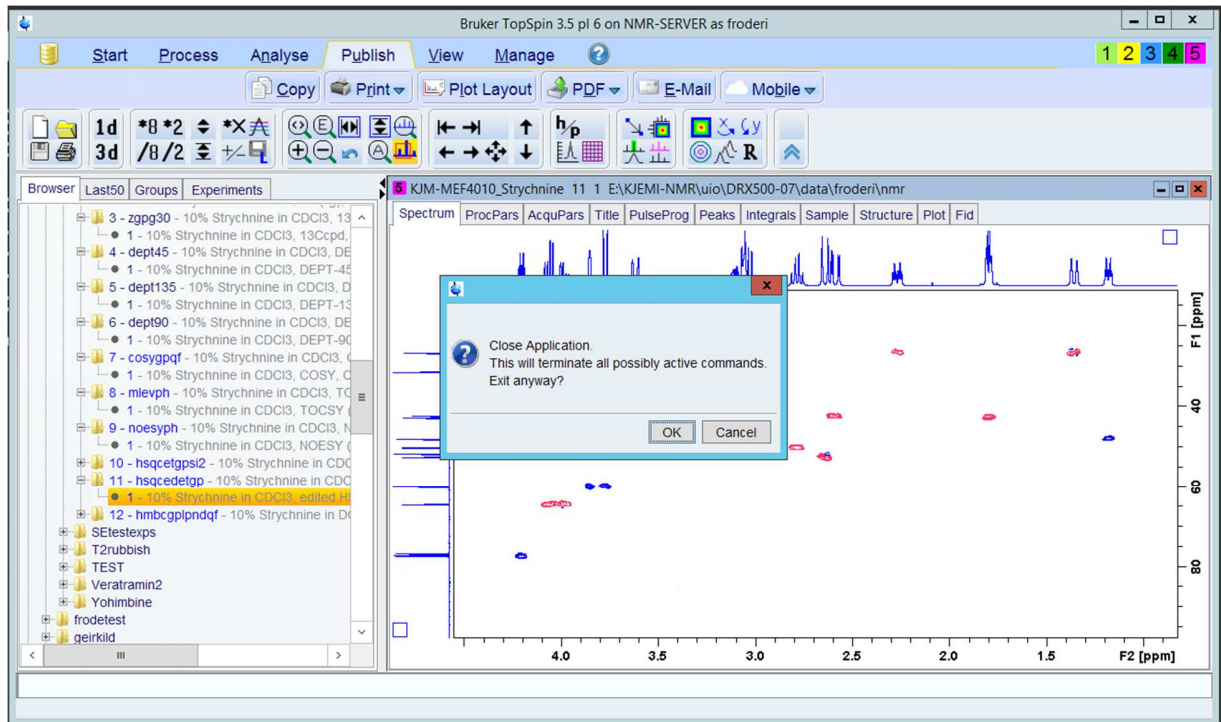 Bruker TopSpin 3.5 pl 6 on NMR-SERVER as froderi
Start Process Analyse Publish View Manage
1 2 3 4 5
Copy Print Plot Layout PDF E-Mail Mobile
1d *8 *2
3d /8 /2 R
Browser Last50 Groups Experiments
5 KJM-MEF4010_Strychnine 11 1 E:\KJEMI-NMR\uio\DRX500-07\data\froderi\nmr
Spectrum ProcPars AcquPars Title PulseProg Peaks Integrals Sample Structure Plot Fid
3 - zgpg30 - 10% Strychnine in CDCl3, 13
1 - 10% Strychnine in CDCl3, 13Ccpd,
4 - dept45 - 10% Strychnine in CDCl3, DE
1 - 10% Strychnine in CDCl3, DEPT-45
5 - dept135 - 10% Strychnine in CDCl3, D
1 - 10% Strychnine in CDCl3, DEPT-13
6 - dept90 - 10% Strychnine in CDCl3, DE
1 - 10% Strychnine in CDCl3, DEPT-90
7 - cosygpqf - 10% Strychnine in CDCl3, (
1 - 10% Strychnine in CDCl3, COSY, C
8 - mlevph - 10% Strychnine in CDCl3, TC
1 - 10% Strychnine in CDCl3, TOCSY (
9 - noesyph - 10% Strychnine in CDCl3, N
1 - 10% Strychnine in CDCl3, NOESY (
10 - hsqcetgpsi2 - 10% Strychnine in CDC
11 - hsqcedetgp - 10% Strychnine in CDC
1 - 10% Strychnine in CDCl3, edited H
12 - hmbcgplpndqf - 10% Strychnine in D
SEtestexps
T2rubbish
TEST
Veratramin2
Yohimbine
frodetest
geirkild
Close Application.
This will terminate all possibly active commands.
Exit anyway?
OK Cancel
F1 [ppm]
40
60
80
4.0 3.5 3.0 2.5 2.0 1.5 F2 [ppm]